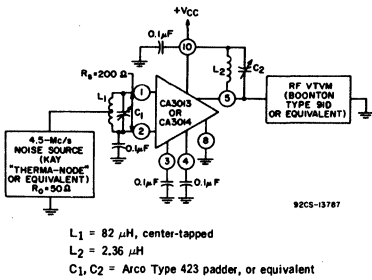 +VCC
0.1µF
10
RS=200 Ω
L1
C1
1
2
0.1µF
CA3013
OR
CA3014
L2
C2
5
8
3
4
0.1µF
0.1µF
4.5-Mc/s
NOISE SOURCE
(KAY
"THERMA-NODE"
OR EQUIVALENT)
RO=50Ω
RF VTVM
(BOONTON
TYPE 91D
OR EQUIVALENT)
92CS-13787
L1 = 82 µH, center-tapped
L2 = 2.36 µH
C1, C2 = Arco Type 423 padder, or equivalent